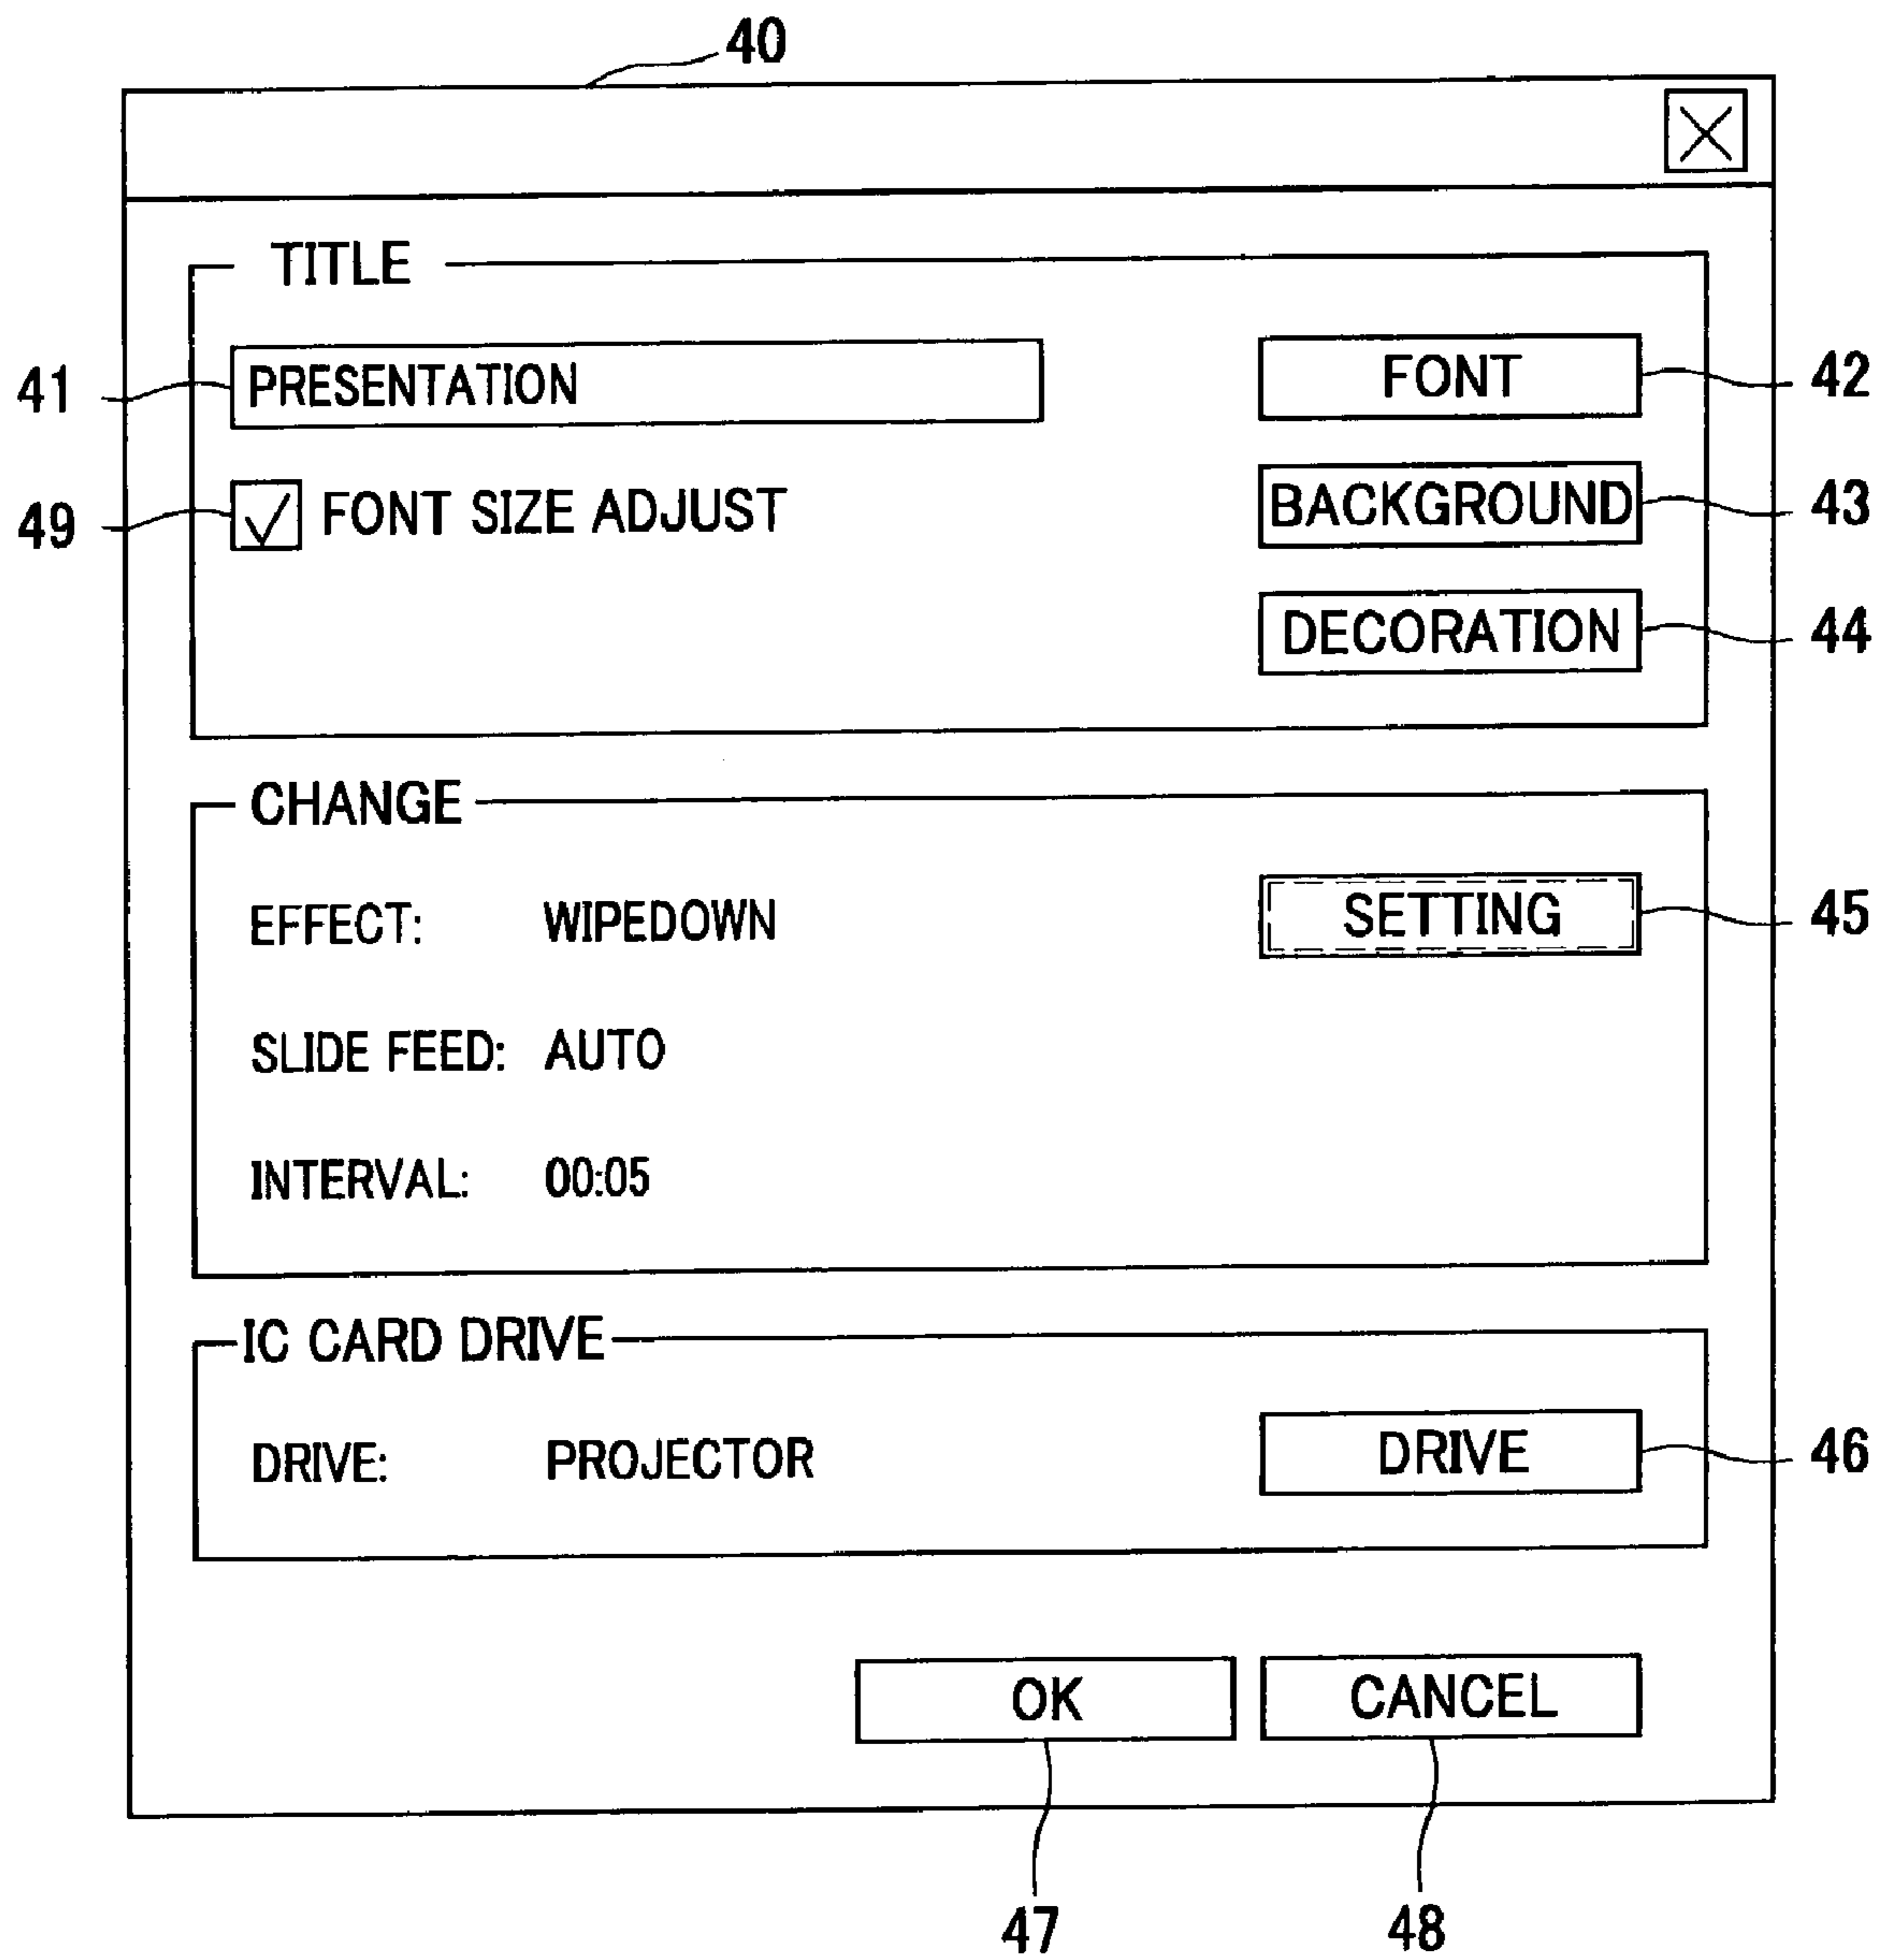 40
TITLE
41 PRESENTATION FONT 42
49 FONT SIZE ADJUST BACKGROUND 43
DECORATION 44
CHANGE
EFFECT: WIPEDOWN SETTING 45
SLIDE FEED: AUTO
INTERVAL: 00:05
IC CARD DRIVE
DRIVE: PROJECTOR DRIVE 46
OK CANCEL
47 48